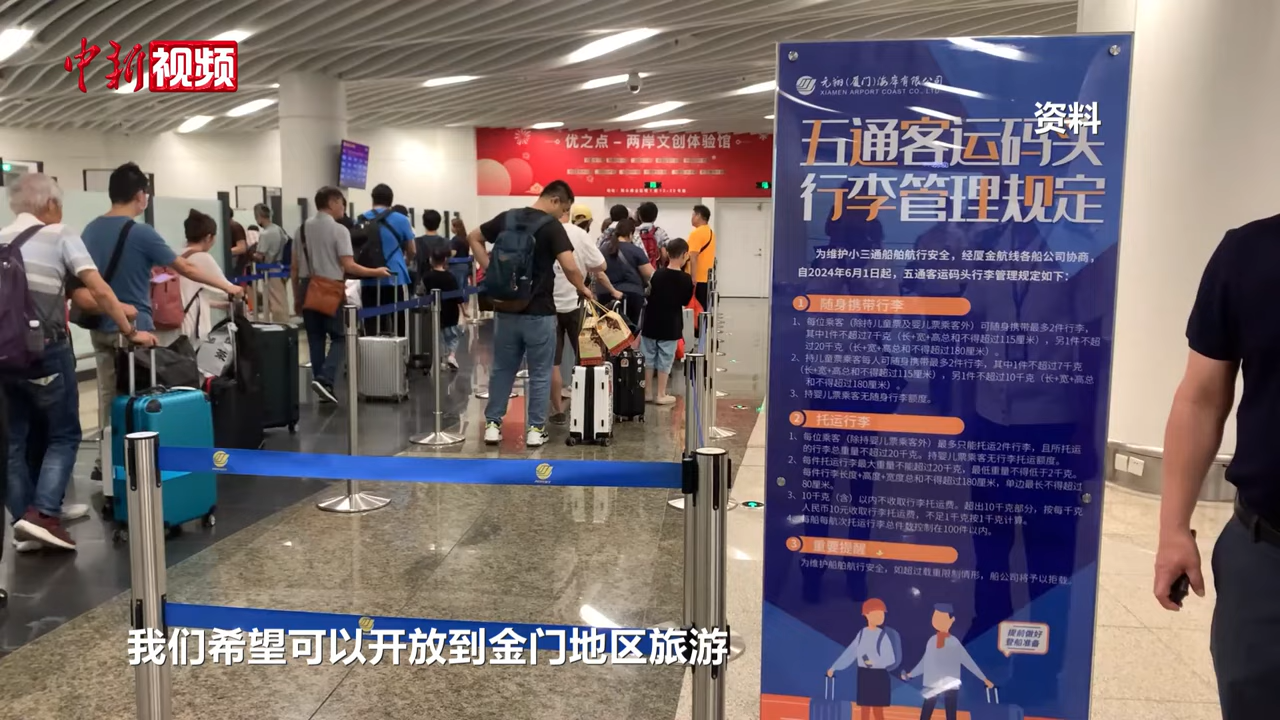 中新视频
资料
优之点 – 两岸文创体验馆
元翔(厦门)海岸有限公司
XIAMEN AIRPORT COAST CO., LTD
五通客运码头
行李管理规定
为维护小三通船舶航行安全，经厦金航线各船公司协商，
自2024年6月1日起，五通客运码头行李管理规定如下：
1 随身携带行李
1、每位乘客（除持儿童票及婴儿票乘客外）可随身携带最多2件行李，
其中1件不超过7千克（长+宽+高总和不得超过115厘米），另1件不超
过20千克（长+宽+高总和不得超过180厘米）。
2、持儿童票乘客每人可随身携带最多2件行李，其中1件不超过7千克
（长+宽+高总和不得超过115厘米），另1件不超过10千克（长+宽+高总
和不得超过180厘米）。
3、持婴儿票乘客无随身行李额度。
2 托运行李
1、每位乘客（除持婴儿票乘客外）最多只能托运2件行李，且所托运
的行李总重量不超过20千克。持婴儿票乘客无行李托运额度。
2、每件托运行李最大重量不能超过20千克，最低重量不得低于2千克。
每件行李长度+高度+宽度总和不得超过180厘米，单边最长不得超过
80厘米。
3、10千克（含）以内不收取行李托运费。超出10千克部分，按每千克
人民币10元收取行李托运费，不足1千克按1千克计算。
4、每船每航次托运行李总件数控制在100件以内。
3 重要提醒
为维护船舶航行安全，如超过载重限制情形，船公司将予以拒载。
提前做好
登船准备
我们希望可以开放到金门地区旅游